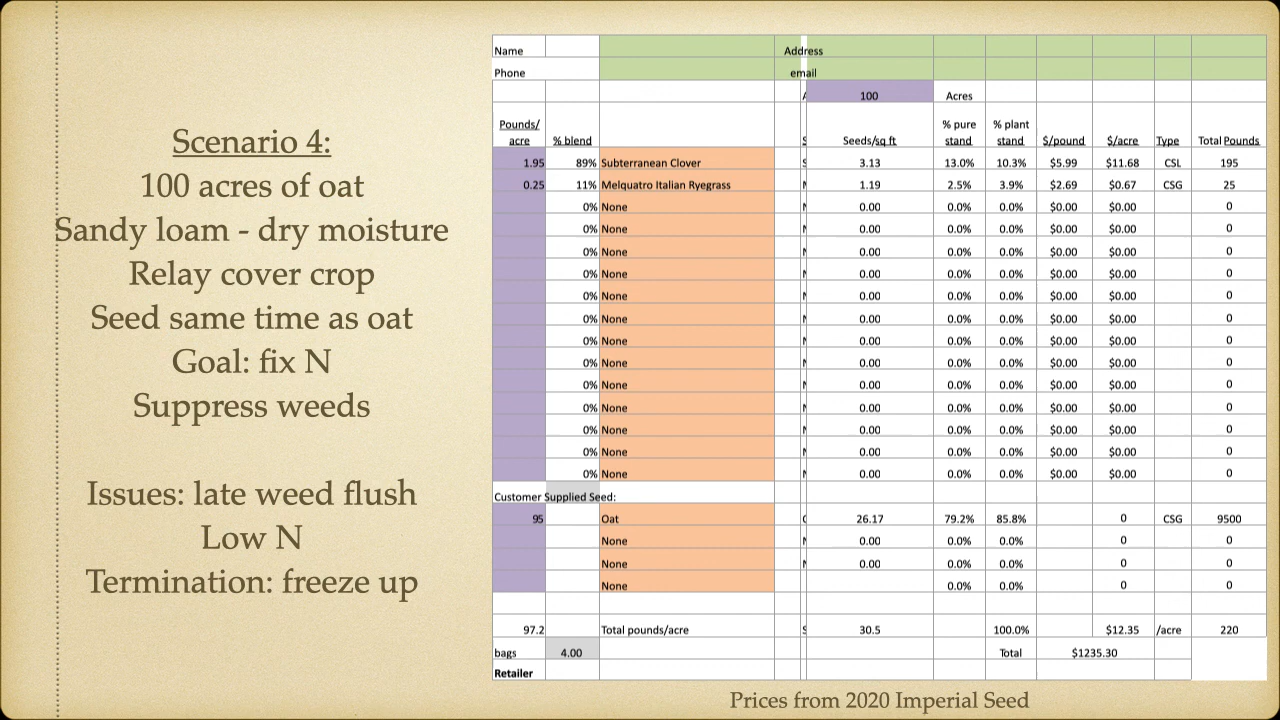 Scenario 4:
100 acres of oat
Sandy loam - dry moisture
Relay cover crop
Seed same time as oat
Goal: fix N
Suppress weeds
Issues: late weed flush
Low N
Termination: freeze up
Name Address
Phone email
100 Acres
Pounds/ acre % blend Seeds/sq ft % pure stand % plant stand $/pound $/acre Type Total Pounds
1.95 89% Subterranean Clover 3.13 13.0% 10.3% $5.99 $11.68 CSL 195
0.25 11% Melquatro Italian Ryegrass 1.19 2.5% 3.9% $2.69 $0.67 CSG 25
0% None 0.00 0.0% 0.0% $0.00 $0.00 0
0% None 0.00 0.0% 0.0% $0.00 $0.00 0
0% None 0.00 0.0% 0.0% $0.00 $0.00 0
0% None 0.00 0.0% 0.0% $0.00 $0.00 0
0% None 0.00 0.0% 0.0% $0.00 $0.00 0
0% None 0.00 0.0% 0.0% $0.00 $0.00 0
0% None 0.00 0.0% 0.0% $0.00 $0.00 0
0% None 0.00 0.0% 0.0% $0.00 $0.00 0
0% None 0.00 0.0% 0.0% $0.00 $0.00 0
0% None 0.00 0.0% 0.0% $0.00 $0.00 0
0% None 0.00 0.0% 0.0% $0.00 $0.00 0
0% None 0.00 0.0% 0.0% $0.00 $0.00 0
0% None 0.00 0.0% 0.0% $0.00 $0.00 0
Customer Supplied Seed:
95 Oat 26.17 79.2% 85.8% 0 CSG 9500
None 0.00 0.0% 0.0% 0 0
None 0.00 0.0% 0.0% 0 0
None 0.0% 0.0% 0 0
97.2 Total pounds/acre 30.5 100.0% $12.35 /acre 220
bags 4.00 Total $1235.30
Retailer
Prices from 2020 Imperial Seed